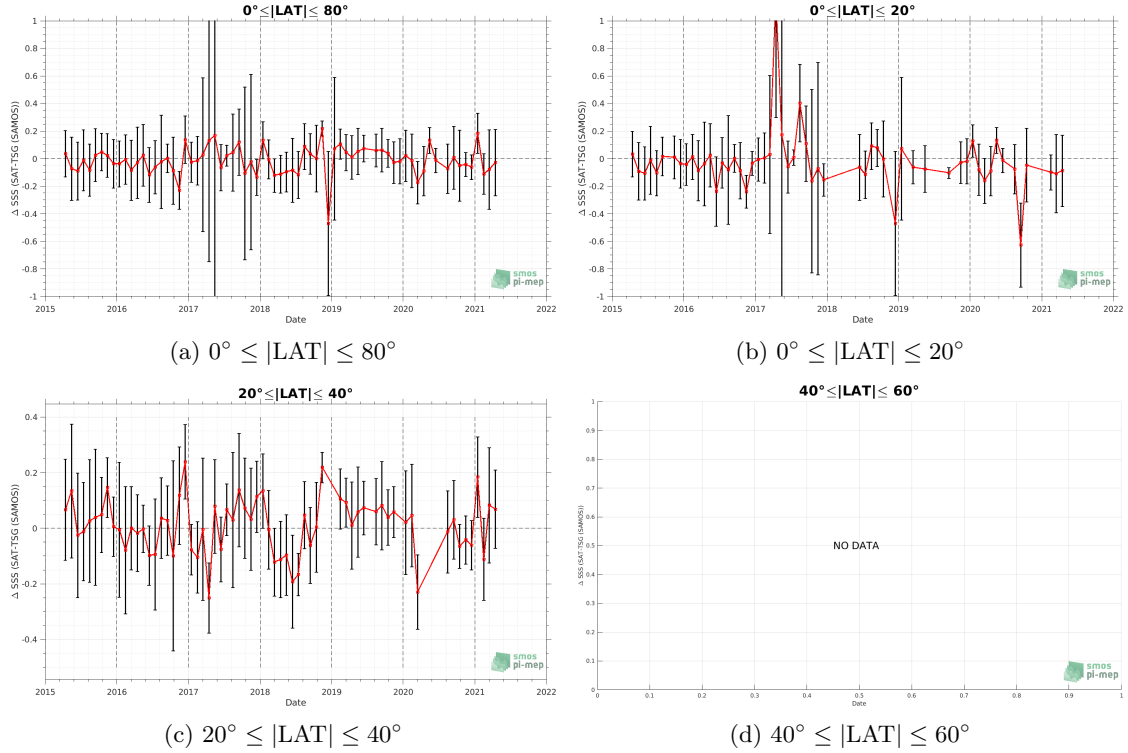 0°≤|LAT|≤ 80°
Δ SSS (SAT-TSG (SAMOS))
1
0.8
0.6
0.4
0.2
0
-0.2
-0.4
-0.6
-0.8
-1
2015 2016 2017 2018 2019 2020 2021 2022
Date
smos
pi-mep
(a) 0° ≤ |LAT| ≤ 80°
0°≤|LAT|≤ 20°
Δ SSS (SAT-TSG (SAMOS))
1
0.8
0.6
0.4
0.2
0
-0.2
-0.4
-0.6
-0.8
-1
2015 2016 2017 2018 2019 2020 2021 2022
Date
smos
pi-mep
(b) 0° ≤ |LAT| ≤ 20°
20°≤|LAT|≤ 40°
Δ SSS (SAT-TSG (SAMOS))
0.4
0.2
0
-0.2
-0.4
2015 2016 2017 2018 2019 2020 2021 2022
Date
smos
pi-mep
(c) 20° ≤ |LAT| ≤ 40°
40°≤|LAT|≤ 60°
Δ SSS (SAT-TSG (SAMOS))
1
0.9
0.8
0.7
0.6
0.5
0.4
0.3
0.2
0.1
0
NO DATA
0 0.1 0.2 0.3 0.4 0.5 0.6 0.7 0.8 0.9 1
Date
smos
pi-mep
(d) 40° ≤ |LAT| ≤ 60°